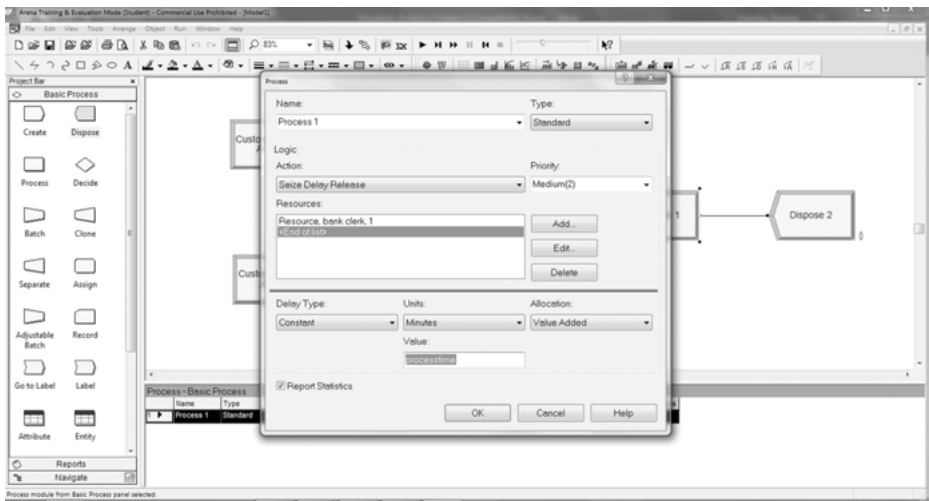 Arena Training & Evaluation Mode (Student) - Commercial Use Prohibited - [Model1]
File Edit View Tools Arrange Object Run Window Help
83%
Project Bar
Basic Process
Create Dispose
Process Decide
Batch Clone
Separate Assign
Adjustable Batch Record
Go to Label Label
Attribute Entity
Reports
Navigate
Process module from Basic Process panel selected.
Custo
A
Custo
1
Dispose 2
Process - Basic Process
Name Type
1 Process 1 Standard
Process
Name: Type:
Process 1 Standard
Logic
Action: Priority:
Seize Delay Release Medium(2)
Resources:
Resource, bank clerk, 1
<End of list>
Add...
Edit...
Delete
Delay Type: Units: Allocation:
Constant Minutes Value Added
Value:
processtime
Report Statistics
OK Cancel Help